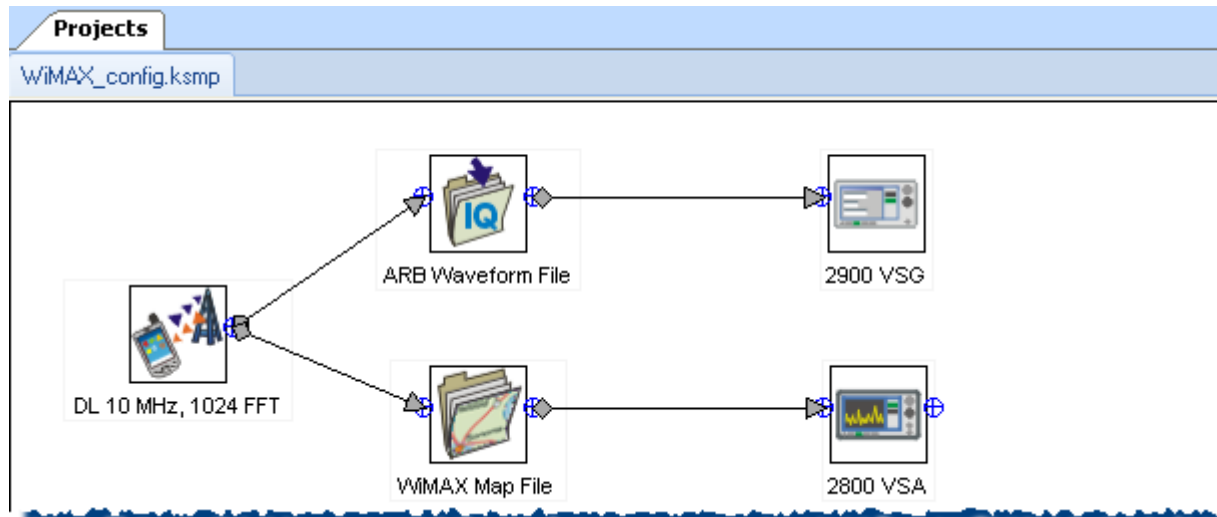 Projects
WiMAX_config.ksmp
IQ
ARB Waveform File
2900 VSG
DL 10 MHz, 1024 FFT
WiMAX Map File
2800 VSA